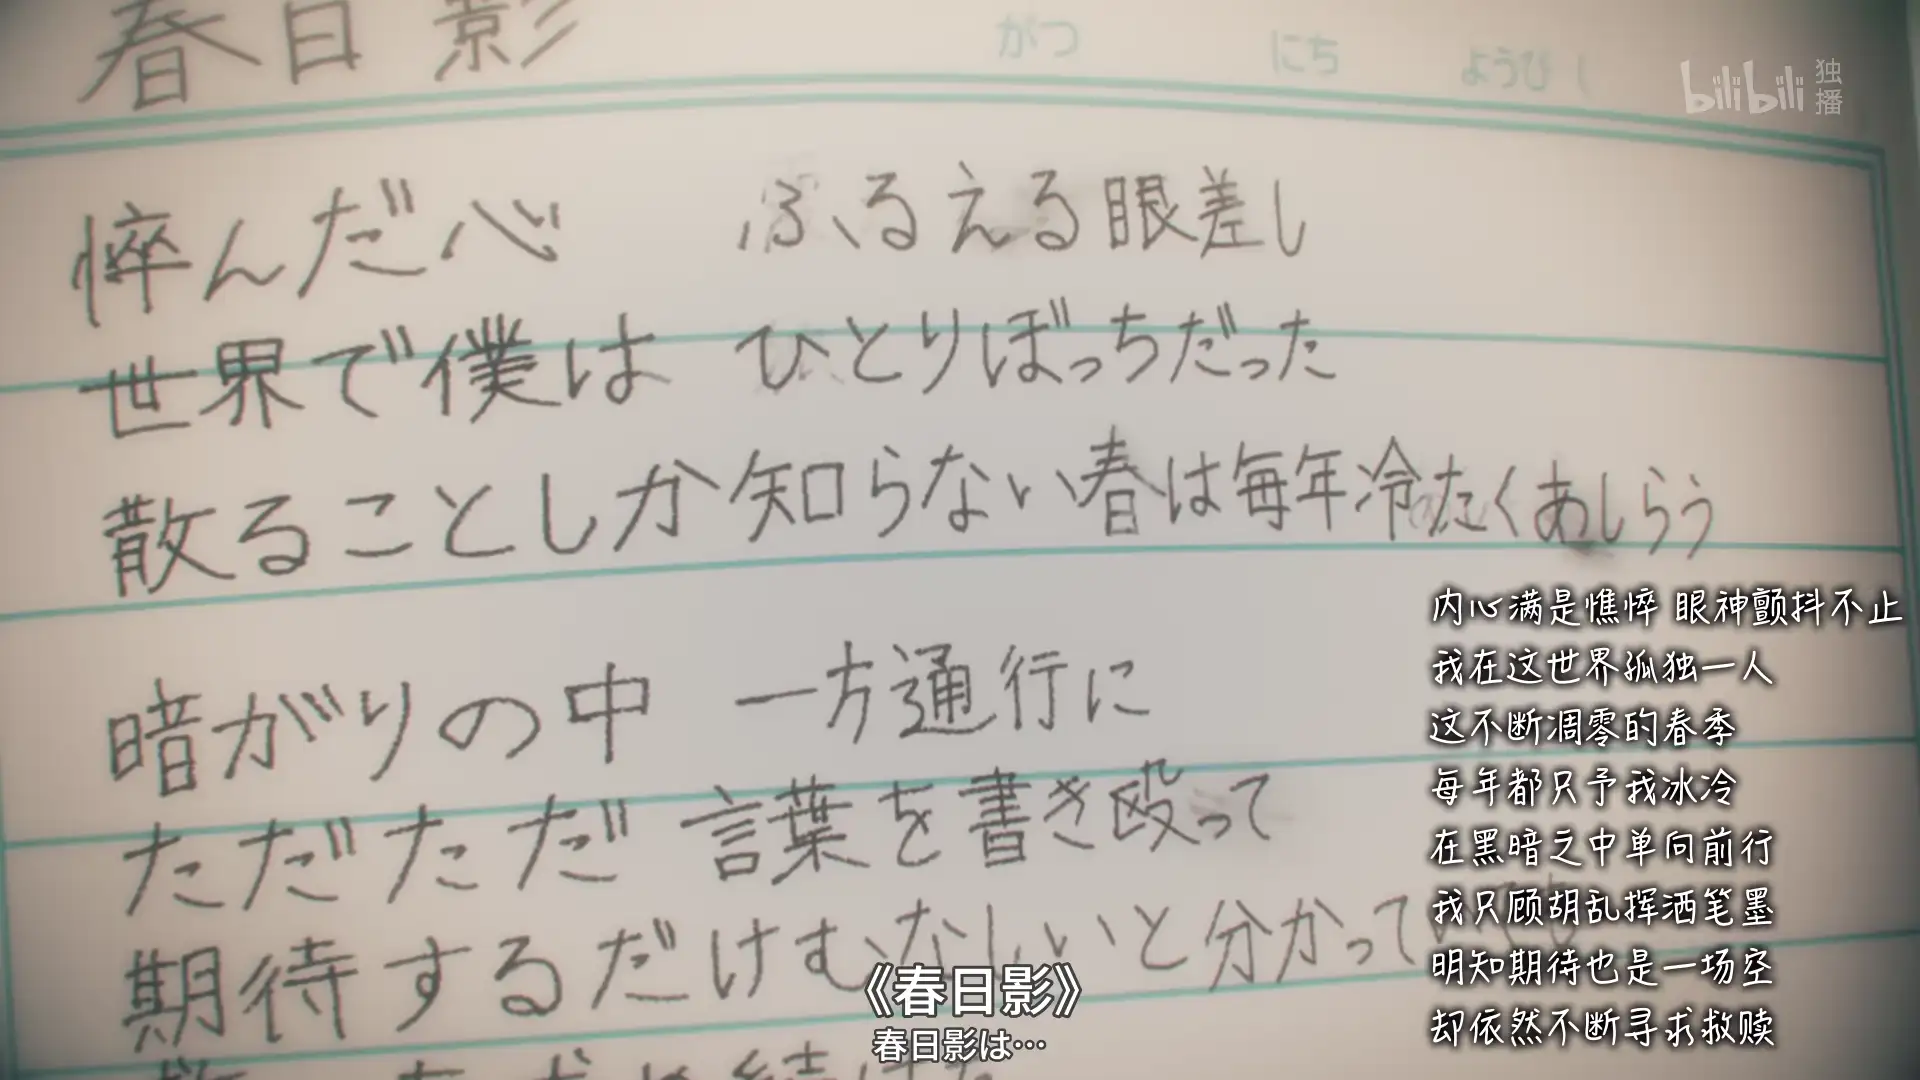 春日影
がつ にち ようび
bilibili 独播
悴んだ心 ふるえる眼差し
世界で僕は ひとりぼっちだった
散ることしか知らない春は毎年冷たくあしらう
暗がりの中 一方通行に
ただただ言葉を書き殴って
期待するだけむなしいと分かって
内心满是憔悴 眼神颤抖不止
我在这世界孤独一人
这不断凋零的春季
每年都只予我冰冷
在黑暗之中单向前行
我只顾胡乱挥洒笔墨
明知期待也是一场空
却依然不断寻求救赎
《春日影》
春日影は…